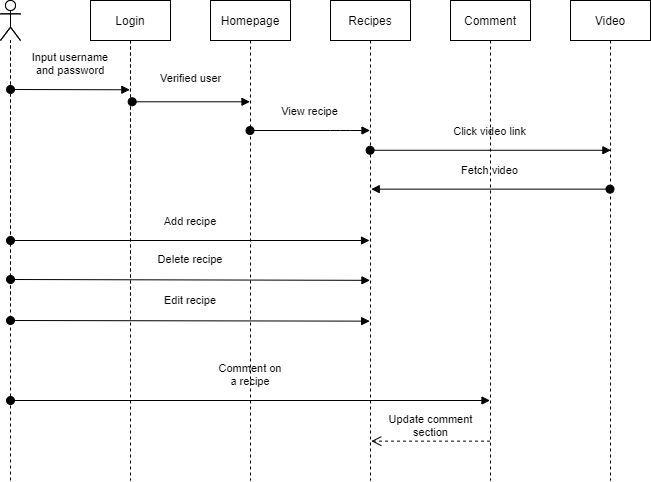 Login
Homepage
Recipes
Comment
Video
Input username
and password
Verified user
View recipe
Click video link
Fetch video
Add recipe
Delete recipe
Edit recipe
Comment on
a recipe
Update comment
section